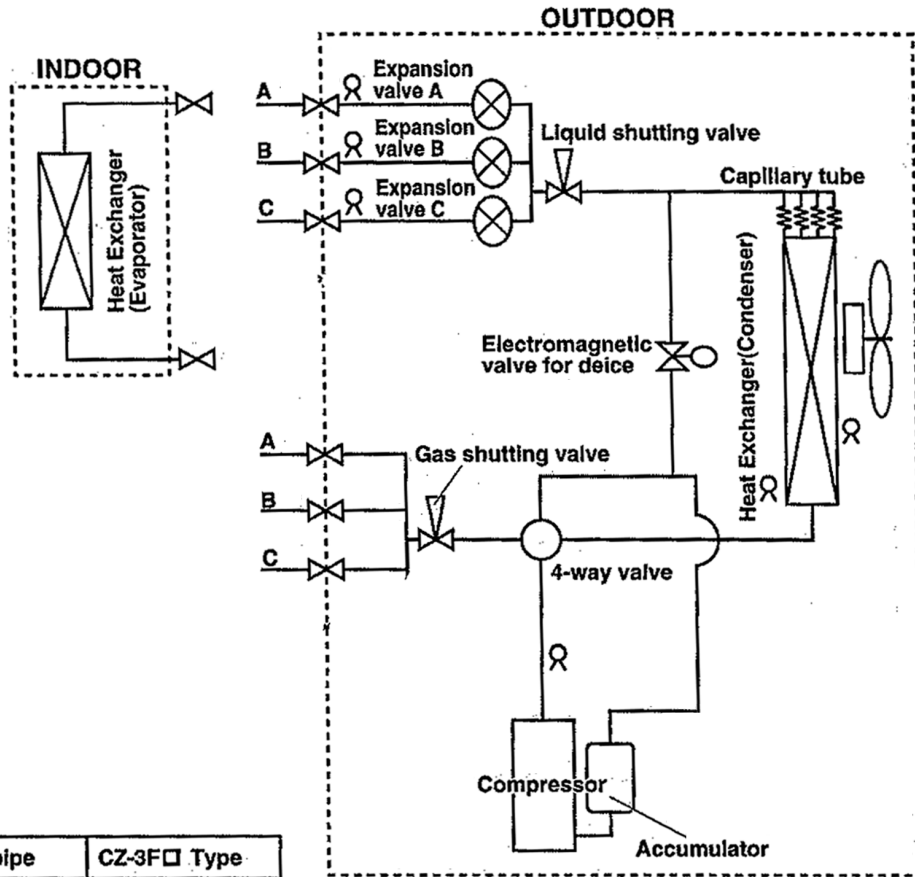 OUTDOOR
INDOOR
Heat Exchanger
(Evaporator)
A
Expansion
valve A
B
Expansion
valve B
C
Expansion
valve C
Liquid shutting valve
Capillary tube
Electromagnetic
valve for deice
Heat Exchanger(Condenser)
A
B
C
Gas shutting valve
4-way valve
Compressor
Accumulator
pipe
CZ-3F□ Type